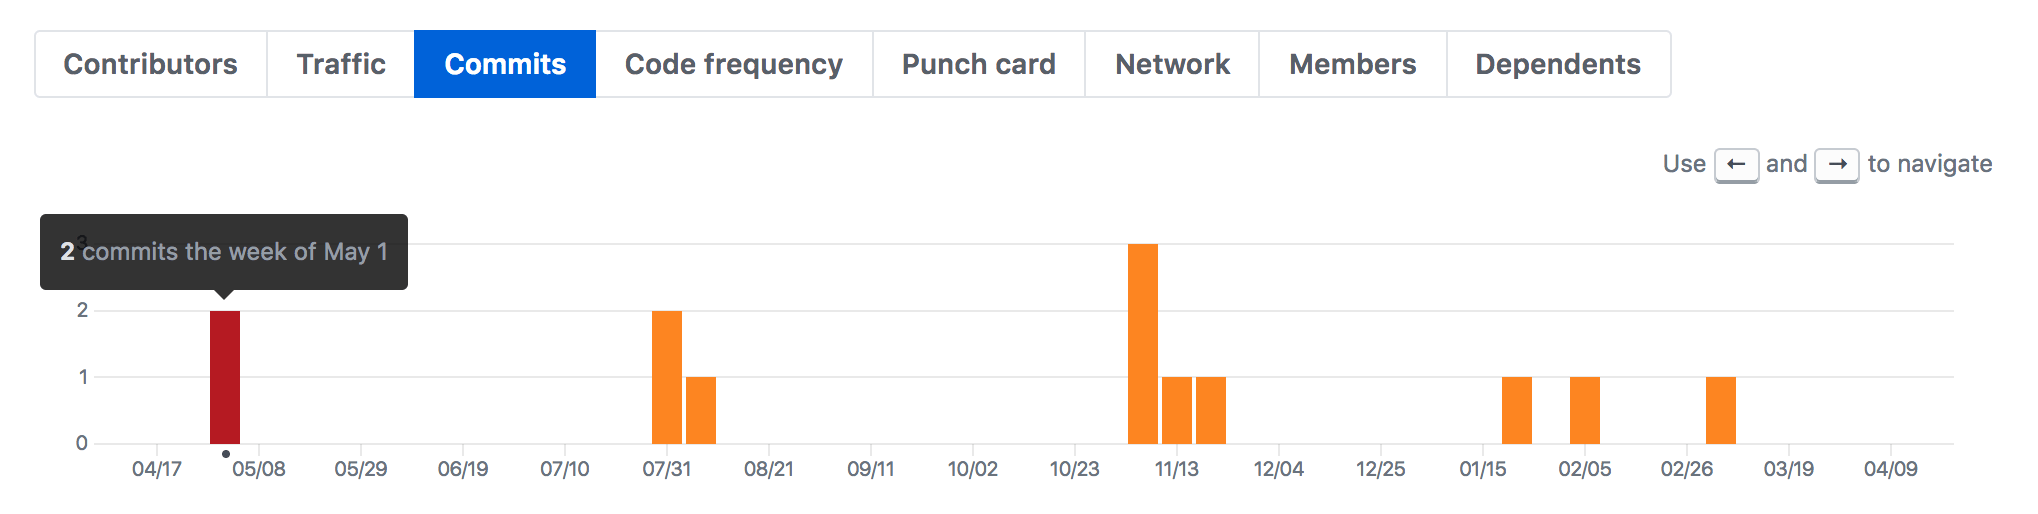 Contributors Traffic Commits Code frequency Punch card Network Members Dependents
Use ← and → to navigate
3
2 commits the week of May 1
2
1
0
04/17 05/08 05/29 06/19 07/10 07/31 08/21 09/11 10/02 10/23 11/13 12/04 12/25 01/15 02/05 02/26 03/19 04/09